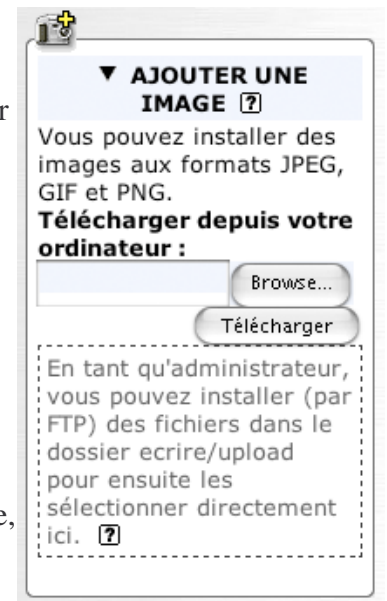 ▼ AJOUTER UNE
IMAGE ?
r
Vous pouvez installer des
images aux formats JPEG,
GIF et PNG.
Télécharger depuis votre
ordinateur :
Browse...
Télécharger
En tant qu'administrateur,
vous pouvez installer (par
FTP) des fichiers dans le
dossier ecrire/upload
pour ensuite les
sélectionner directement
e,
ici. ?